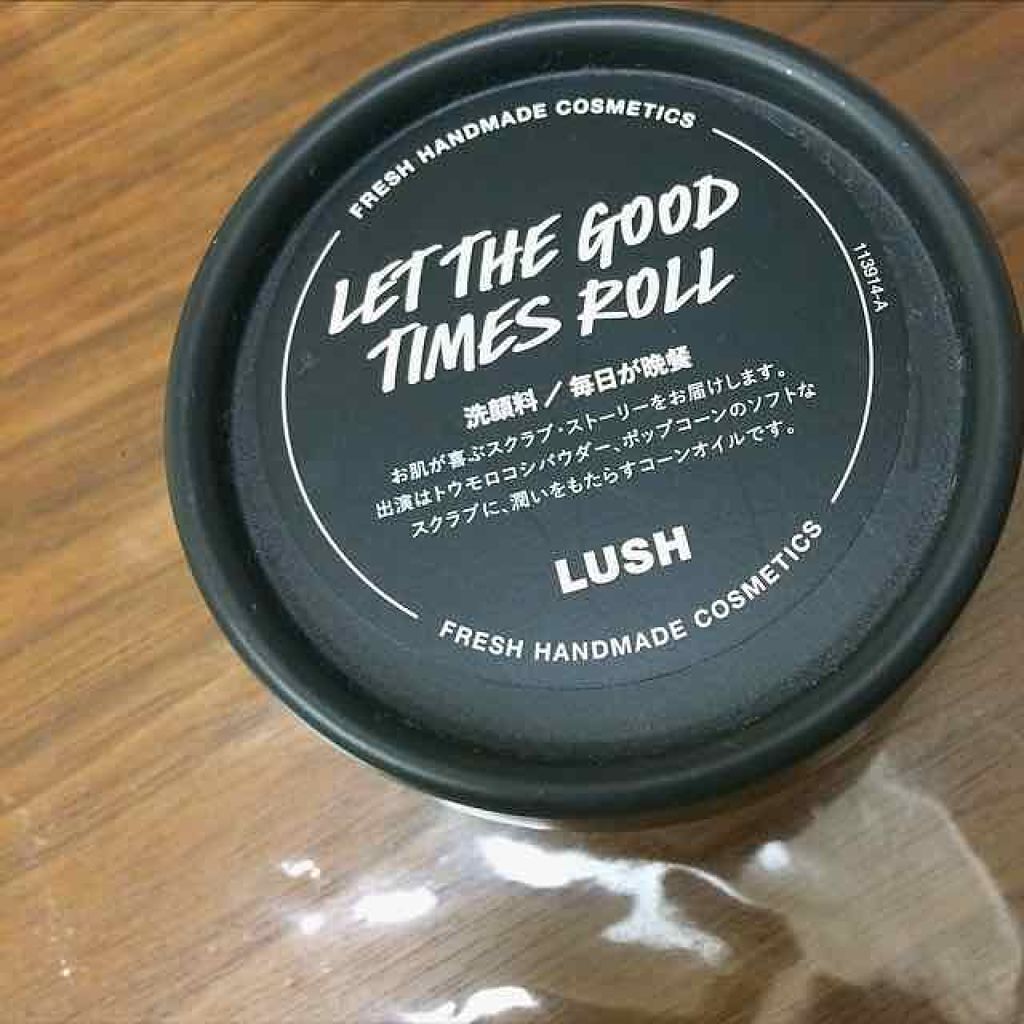 FRESH HANDMADE COSMETICS
LET THE GOOD
TIMES ROLL
113914-A
洗顔料／毎日が晩餐
お肌が喜ぶスクラブ・ストーリーをお届けします。
出演はトウモロコシパウダー、ポップコーンのソフトな
スクラブに、潤いをもたらすコーンオイルです。
LUSH
FRESH HANDMADE COSMETICS